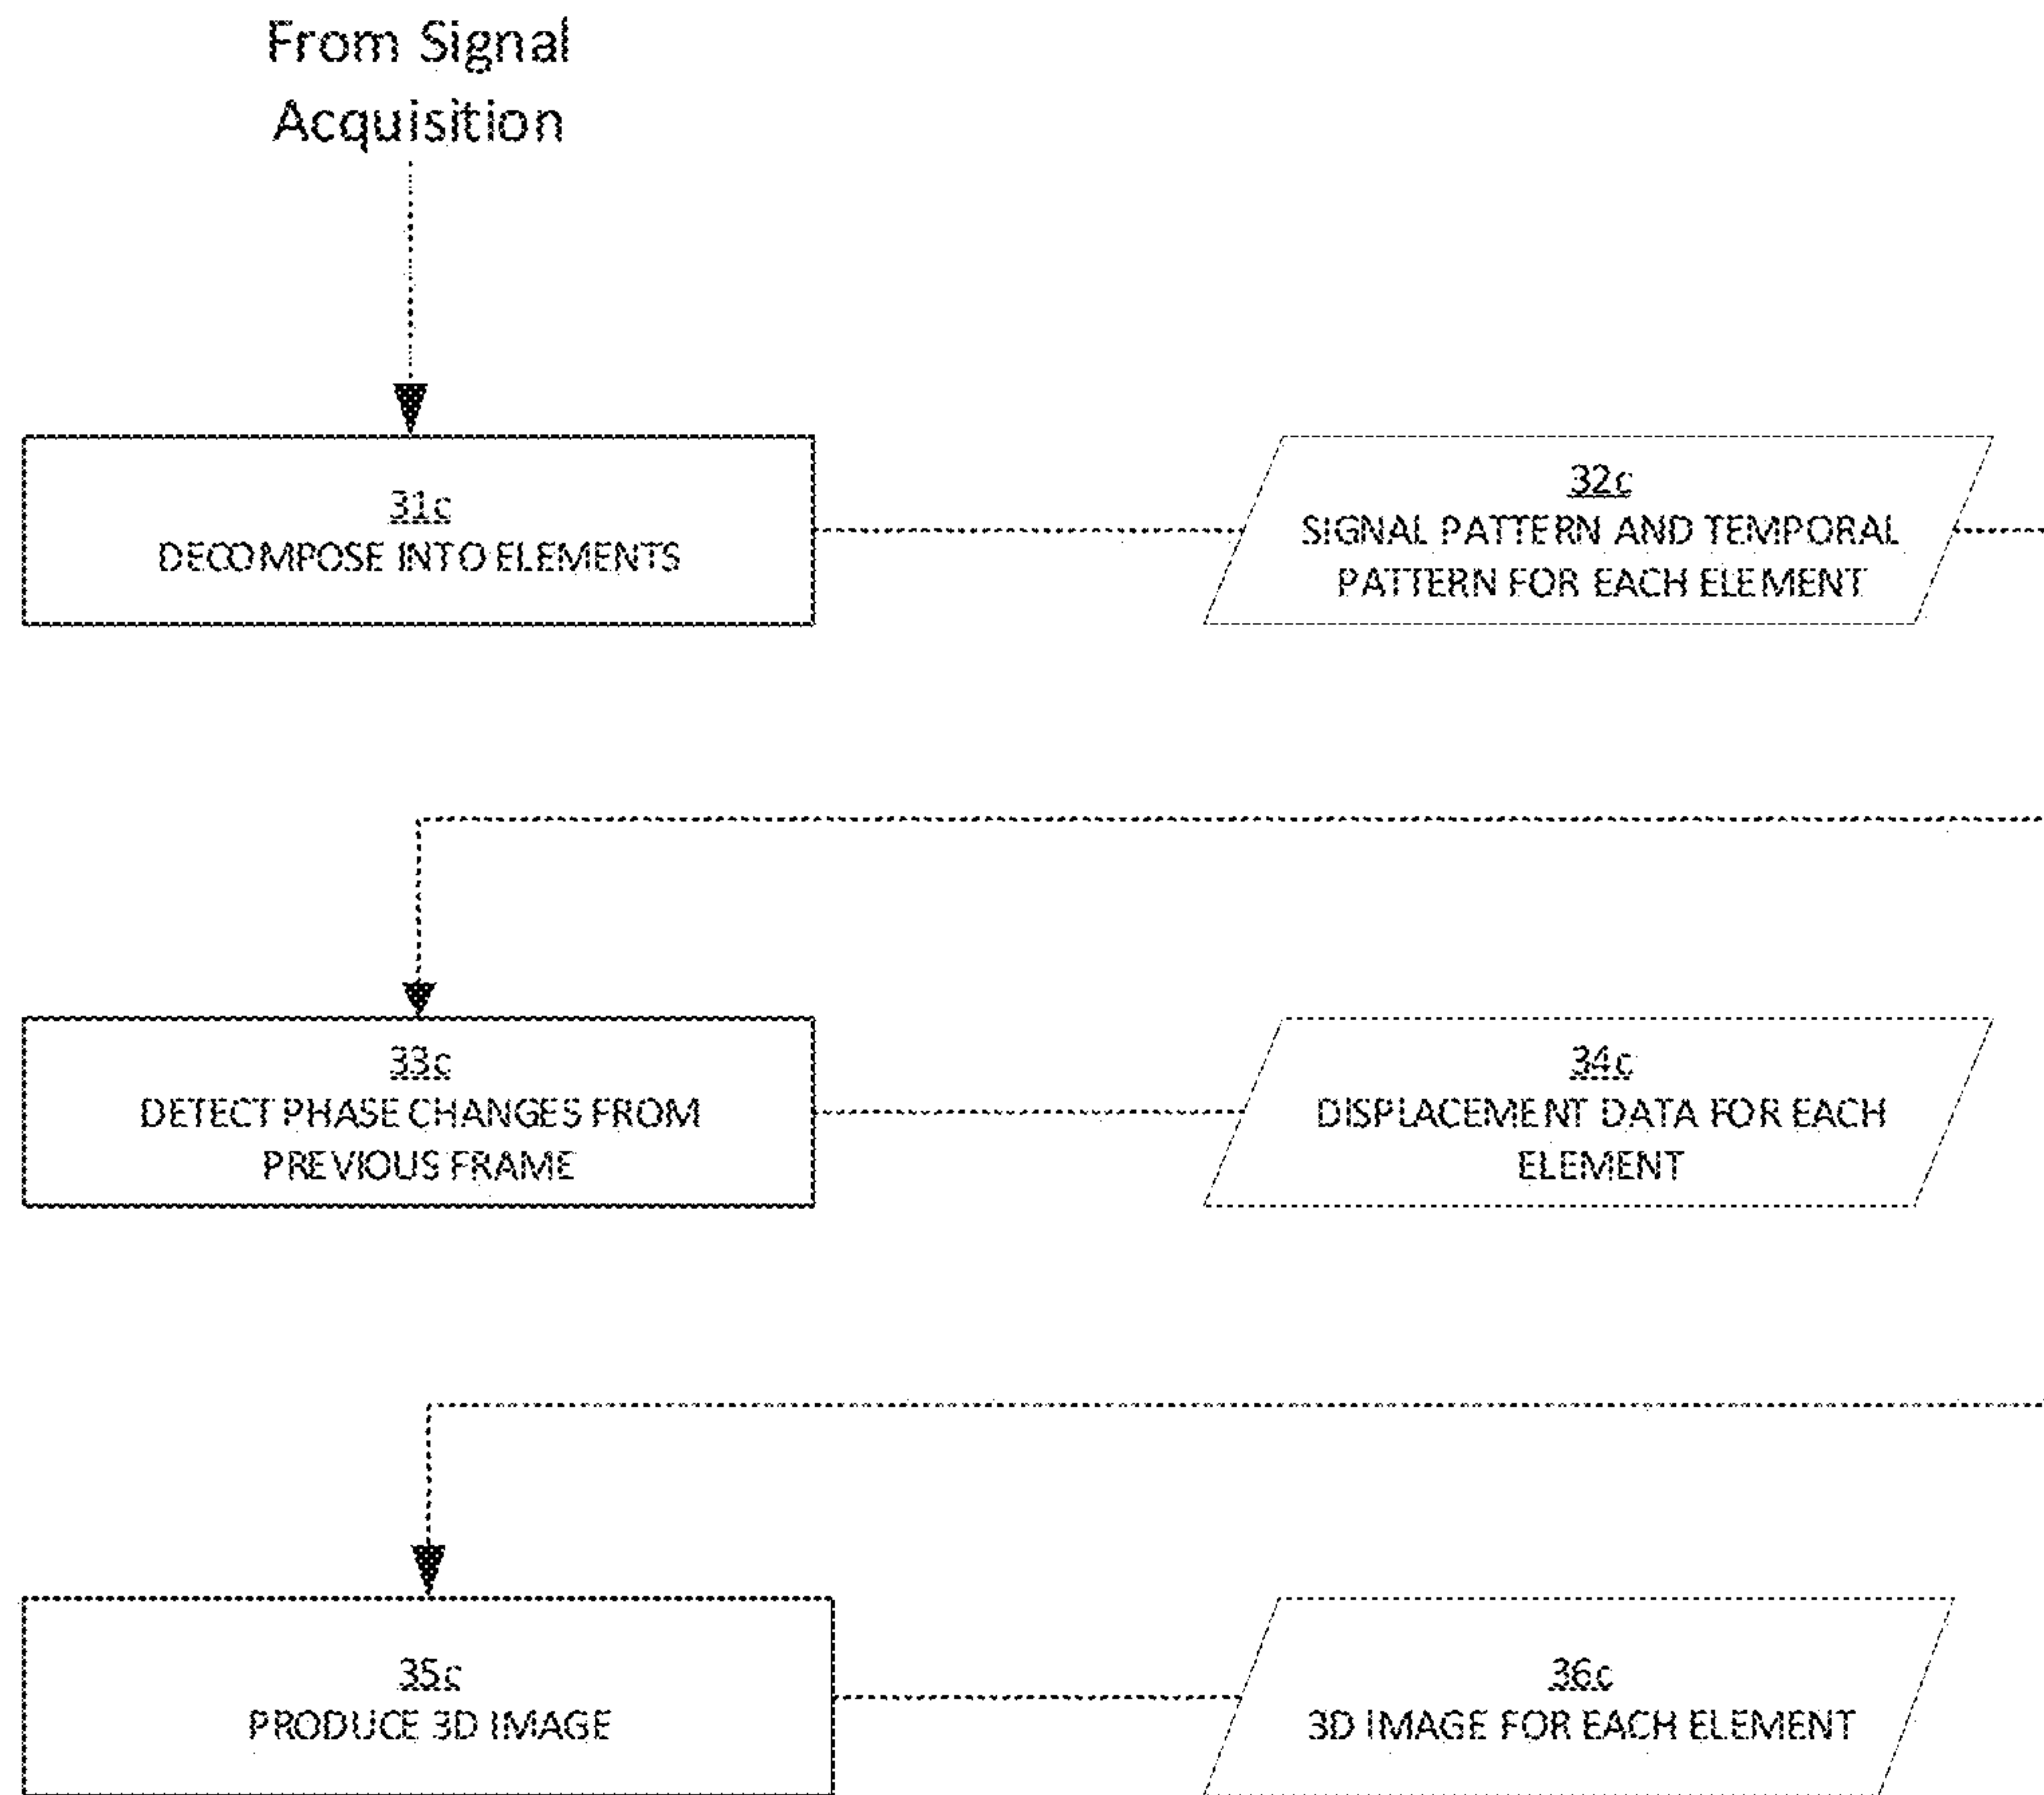 From Signal
Acquisition
31c
DECOMPOSE INTO ELEMENTS
32c
SIGNAL PATTERN AND TEMPORAL
PATTERN FOR EACH ELEMENT
33c
DETECT PHASE CHANGES FROM
PREVIOUS FRAME
34c
DISPLACEMENT DATA FOR EACH
ELEMENT
35c
PRODUCE 3D IMAGE
36c
3D IMAGE FOR EACH ELEMENT